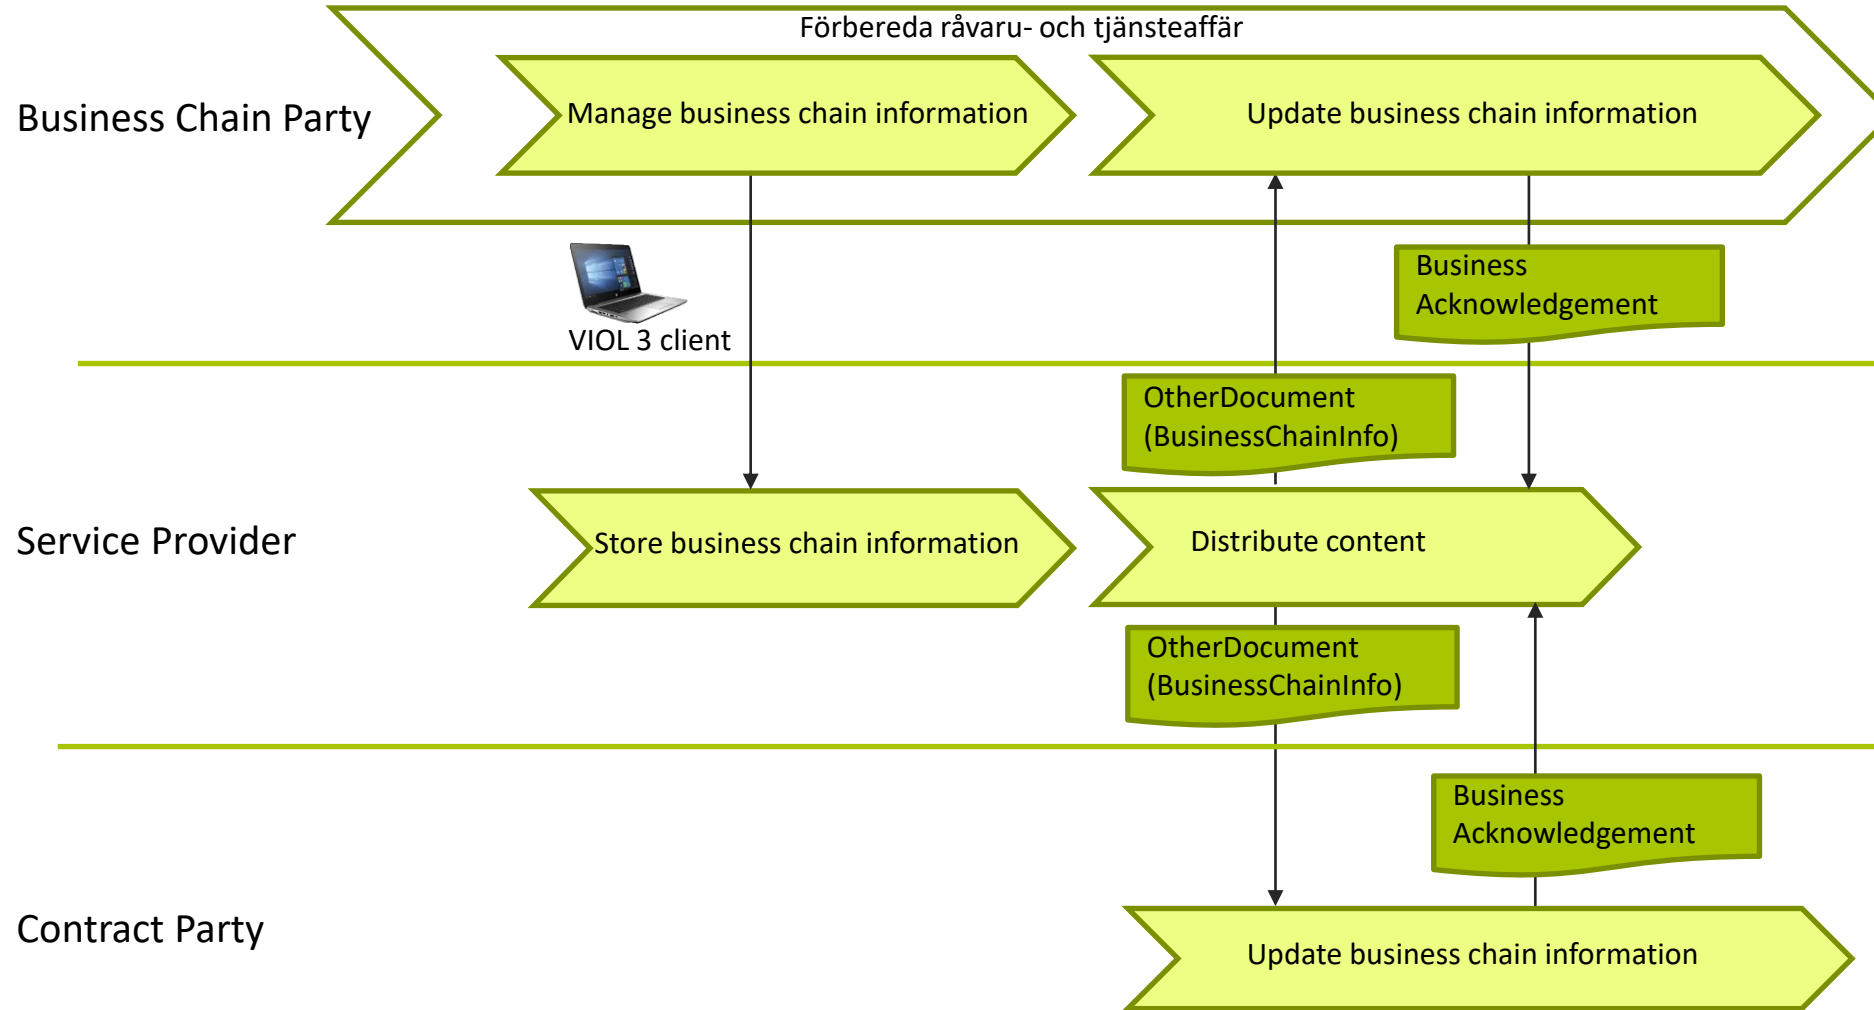 Förbereda råvaru- och tjänsteaffär
Business Chain Party
Manage business chain information
Update business chain information
VIOL 3 client
Business
Acknowledgement
OtherDocument
(BusinessChainInfo)
Service Provider
Store business chain information
Distribute content
OtherDocument
(BusinessChainInfo)
Business
Acknowledgement
Contract Party
Update business chain information